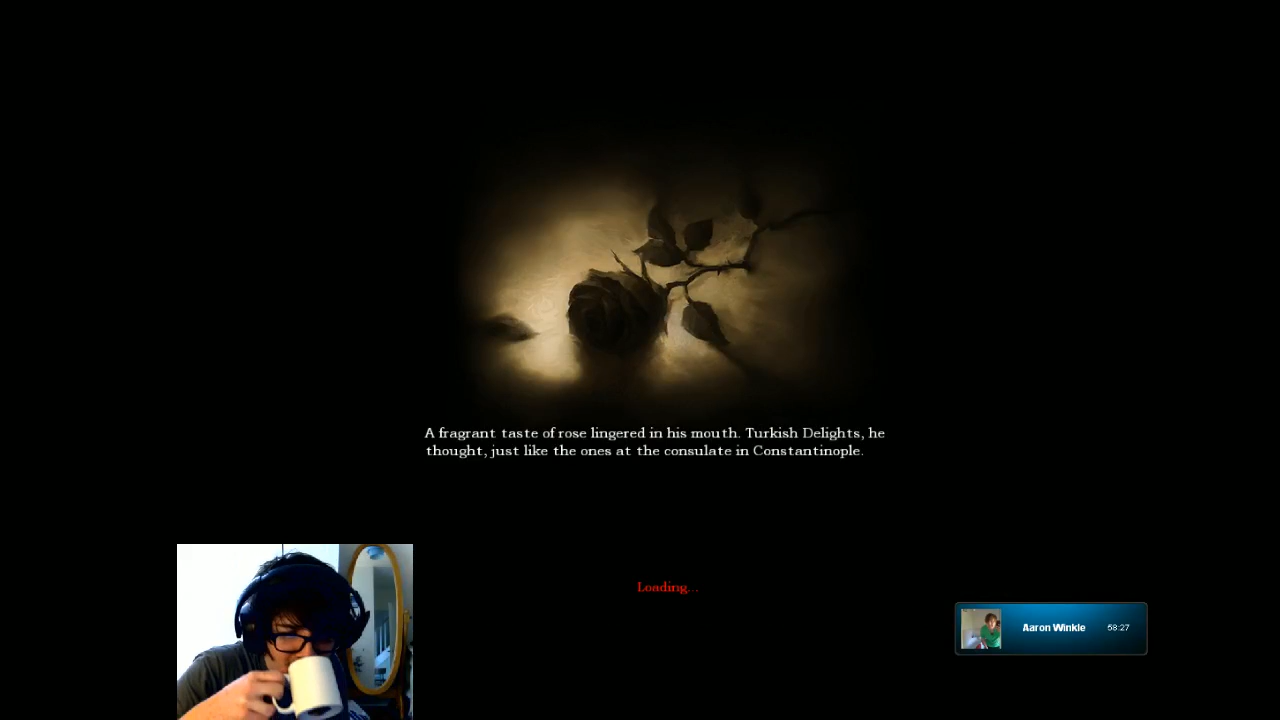 A fragrant taste of rose lingered in his mouth. Turkish Delights, he
thought, just like the ones at the consulate in Constantinople.
Loading...
Aaron Winkle 58:27